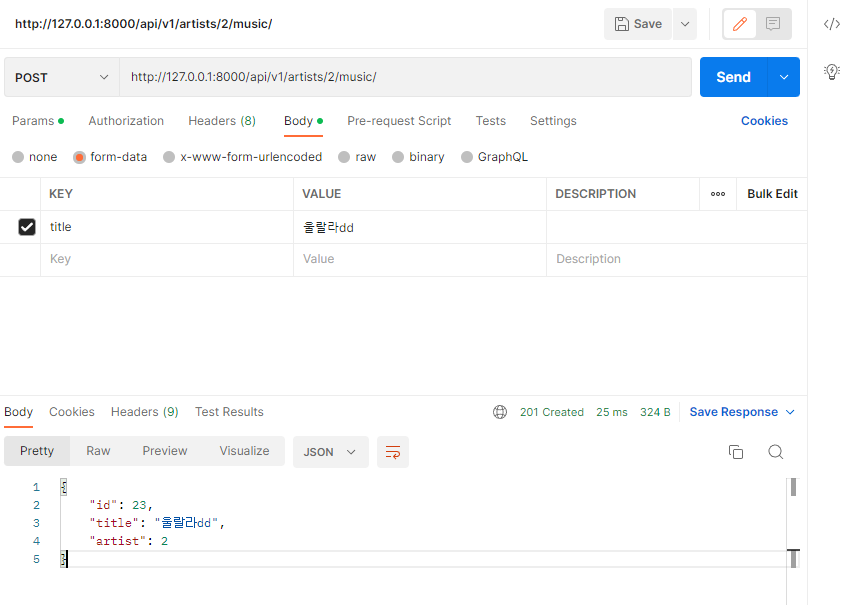 http://127.0.0.1:8000/api/v1/artists/2/music/ Save
POST http://127.0.0.1:8000/api/v1/artists/2/music/ Send
Params Authorization Headers (8) Body Pre-request Script Tests Settings Cookies
none form-data x-www-form-urlencoded raw binary GraphQL
KEY VALUE DESCRIPTION ooo Bulk Edit
title 울랄라dd
Key Value Description
Body Cookies Headers (9) Test Results 201 Created 25 ms 324 B Save Response
Pretty Raw Preview Visualize JSON
1 {
2 "id": 23,
3 "title": "울랄라dd",
4 "artist": 2
5 }